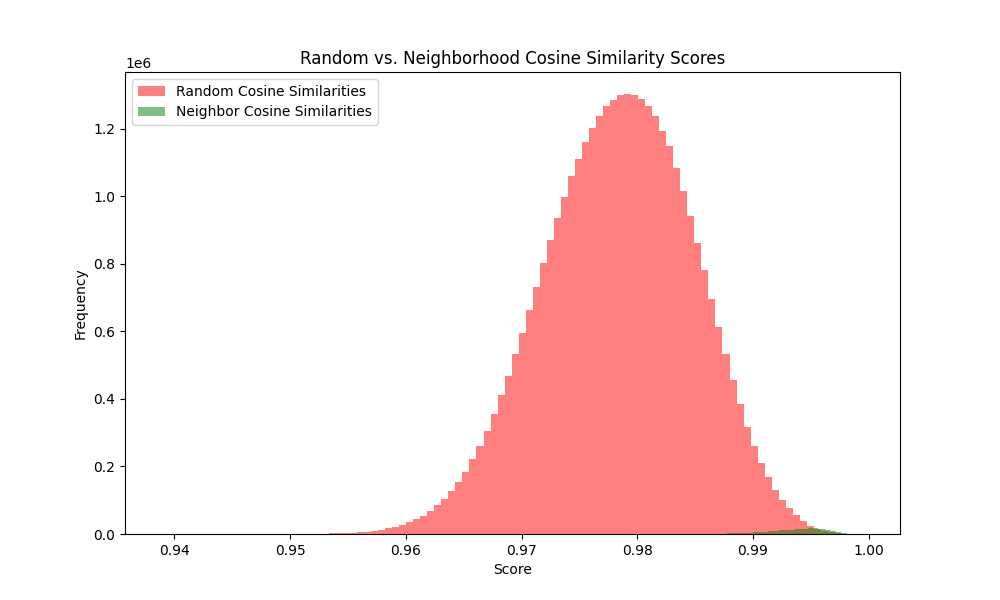 Random vs. Neighborhood Cosine Similarity Scores
1e6
Random Cosine Similarities
Neighbor Cosine Similarities
1.2
1.0
0.8
0.6
0.4
0.2
0.0
Frequency
0.94 0.95 0.96 0.97 0.98 0.99 1.00
Score